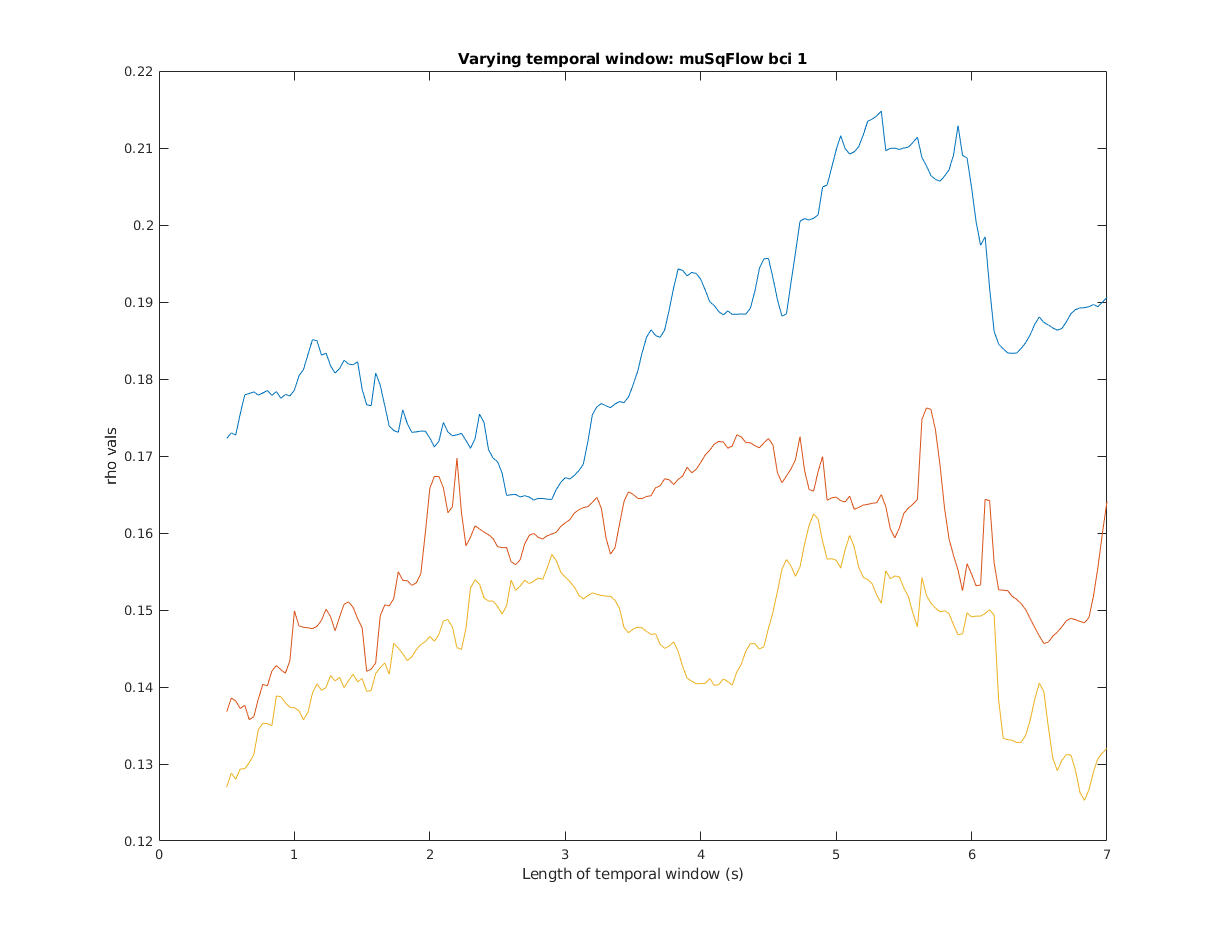 Varying temporal window: muSqFlow bci 1
0.22
0.21
0.2
0.19
0.18
0.17
0.16
0.15
0.14
0.13
0.12
rho vals
0 1 2 3 4 5 6 7
Length of temporal window (s)